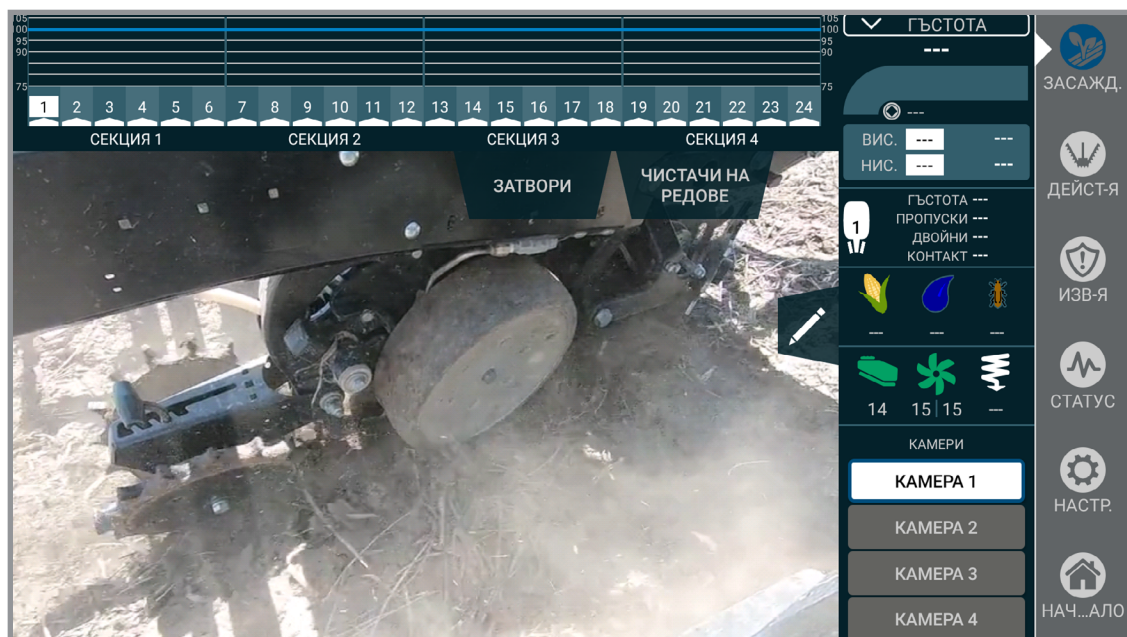 105
100
95
90
75
105
100
95
90
75
1 2 3 4 5 6 7 8 9 10 11 12 13 14 15 16 17 18 19 20 21 22 23 24
СЕКЦИЯ 1 СЕКЦИЯ 2 СЕКЦИЯ 3 СЕКЦИЯ 4
ЗАТВОРИ
ЧИСТАЧИ НА
РЕДОВЕ
ГЪСТОТА
---
---
ВИС. --- ---
НИС. --- ---
1
ГЪСТОТА ---
ПРОПУСКИ ---
ДВОЙНИ ---
КОНТАКТ ---
--- --- ---
14 15 | 15 ---
КАМЕРИ
КАМЕРА 1
КАМЕРА 2
КАМЕРА 3
КАМЕРА 4
ЗАСАЖД.
ДЕЙСТ-Я
ИЗВ-Я
СТАТУС
НАСТР.
НАЧ...АЛО